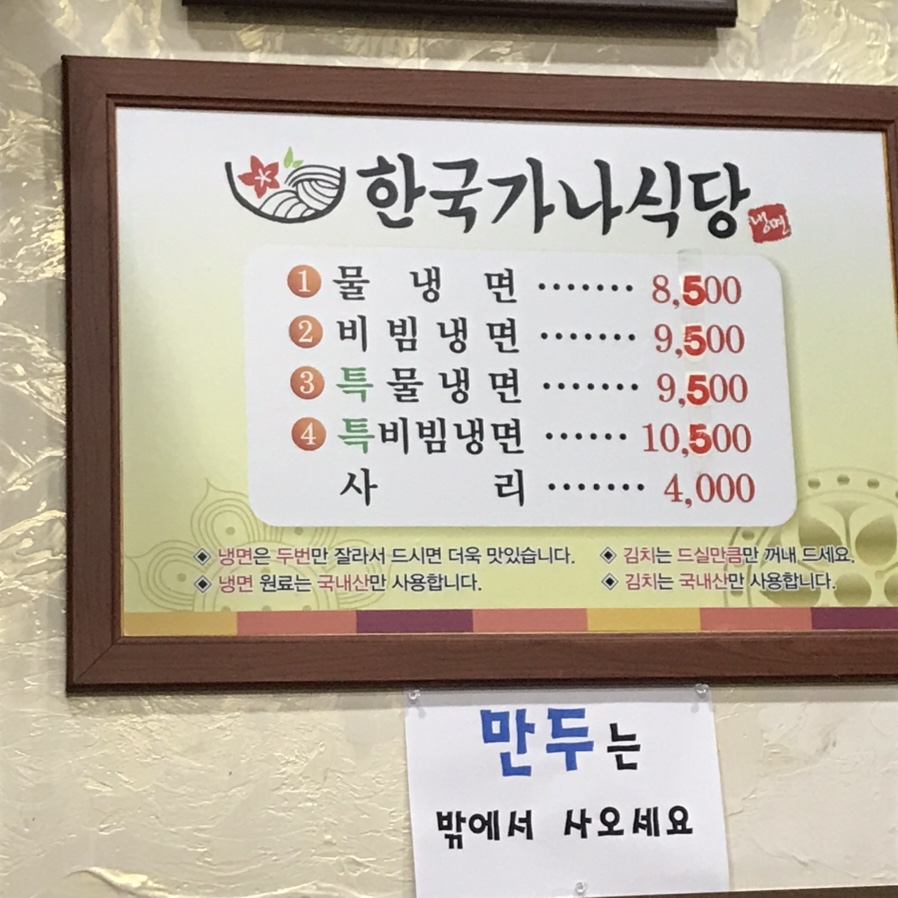 한국가나식당 냉면
1 물 냉 면 ······· 8,500
2 비 빔 냉 면 ······· 9,500
3 특 물 냉 면 ······· 9,500
4 특비빔냉면 ······ 10,500
사 리 ······· 4,000
◈ 냉면은 두번만 잘라서 드시면 더욱 맛있습니다. ◈ 김치는 드실만큼만 꺼내 드세요.
◈ 냉면 원료는 국내산만 사용합니다. ◈ 김치는 국내산만 사용합니다.
만두는
밖에서 사오세요